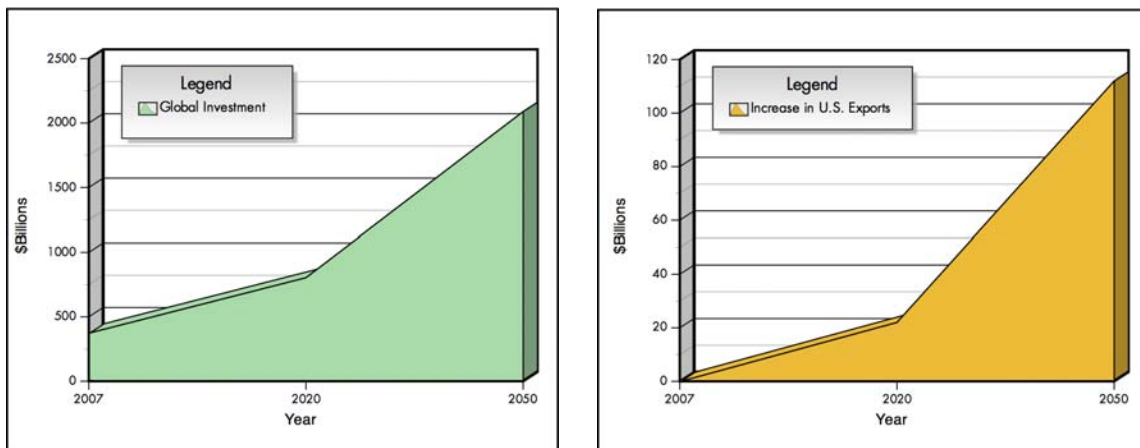 2500
2000
1500
1000
500
0
$Billions
Legend
Global Investment
2007
2020
2050
Year
120
100
80
60
40
20
0
$Billions
Legend
Increase in U.S. Exports
2007
2020
2050
Year